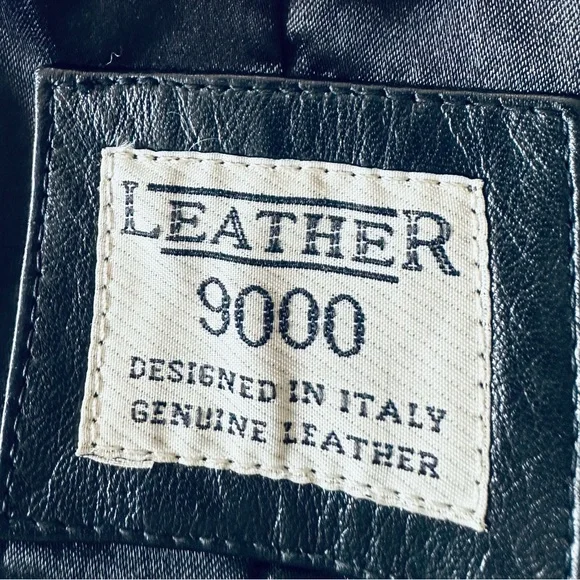 LEATHER
9000
DESIGNED IN ITALY
GENUINE LEATHER